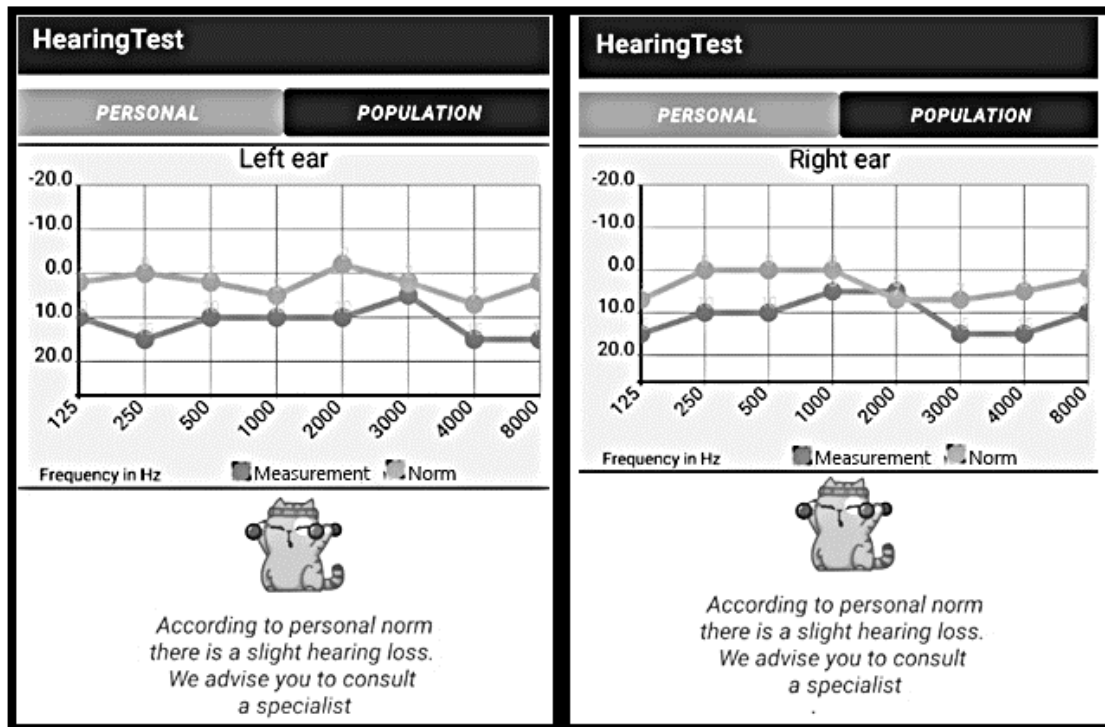 HearingTest
PERSONAL POPULATION
Left ear
-20.0
-10.0
0.0
10.0
20.0
125 250 500 1000 2000 3000 4000 8000
Frequency in Hz Measurement Norm
According to personal norm
there is a slight hearing loss.
We advise you to consult
a specialist
HearingTest
PERSONAL POPULATION
Right ear
-20.0
-10.0
0.0
10.0
20.0
125 250 500 1000 2000 3000 4000 8000
Frequency in Hz Measurement Norm
According to personal norm
there is a slight hearing loss.
We advise you to consult
a specialist
.